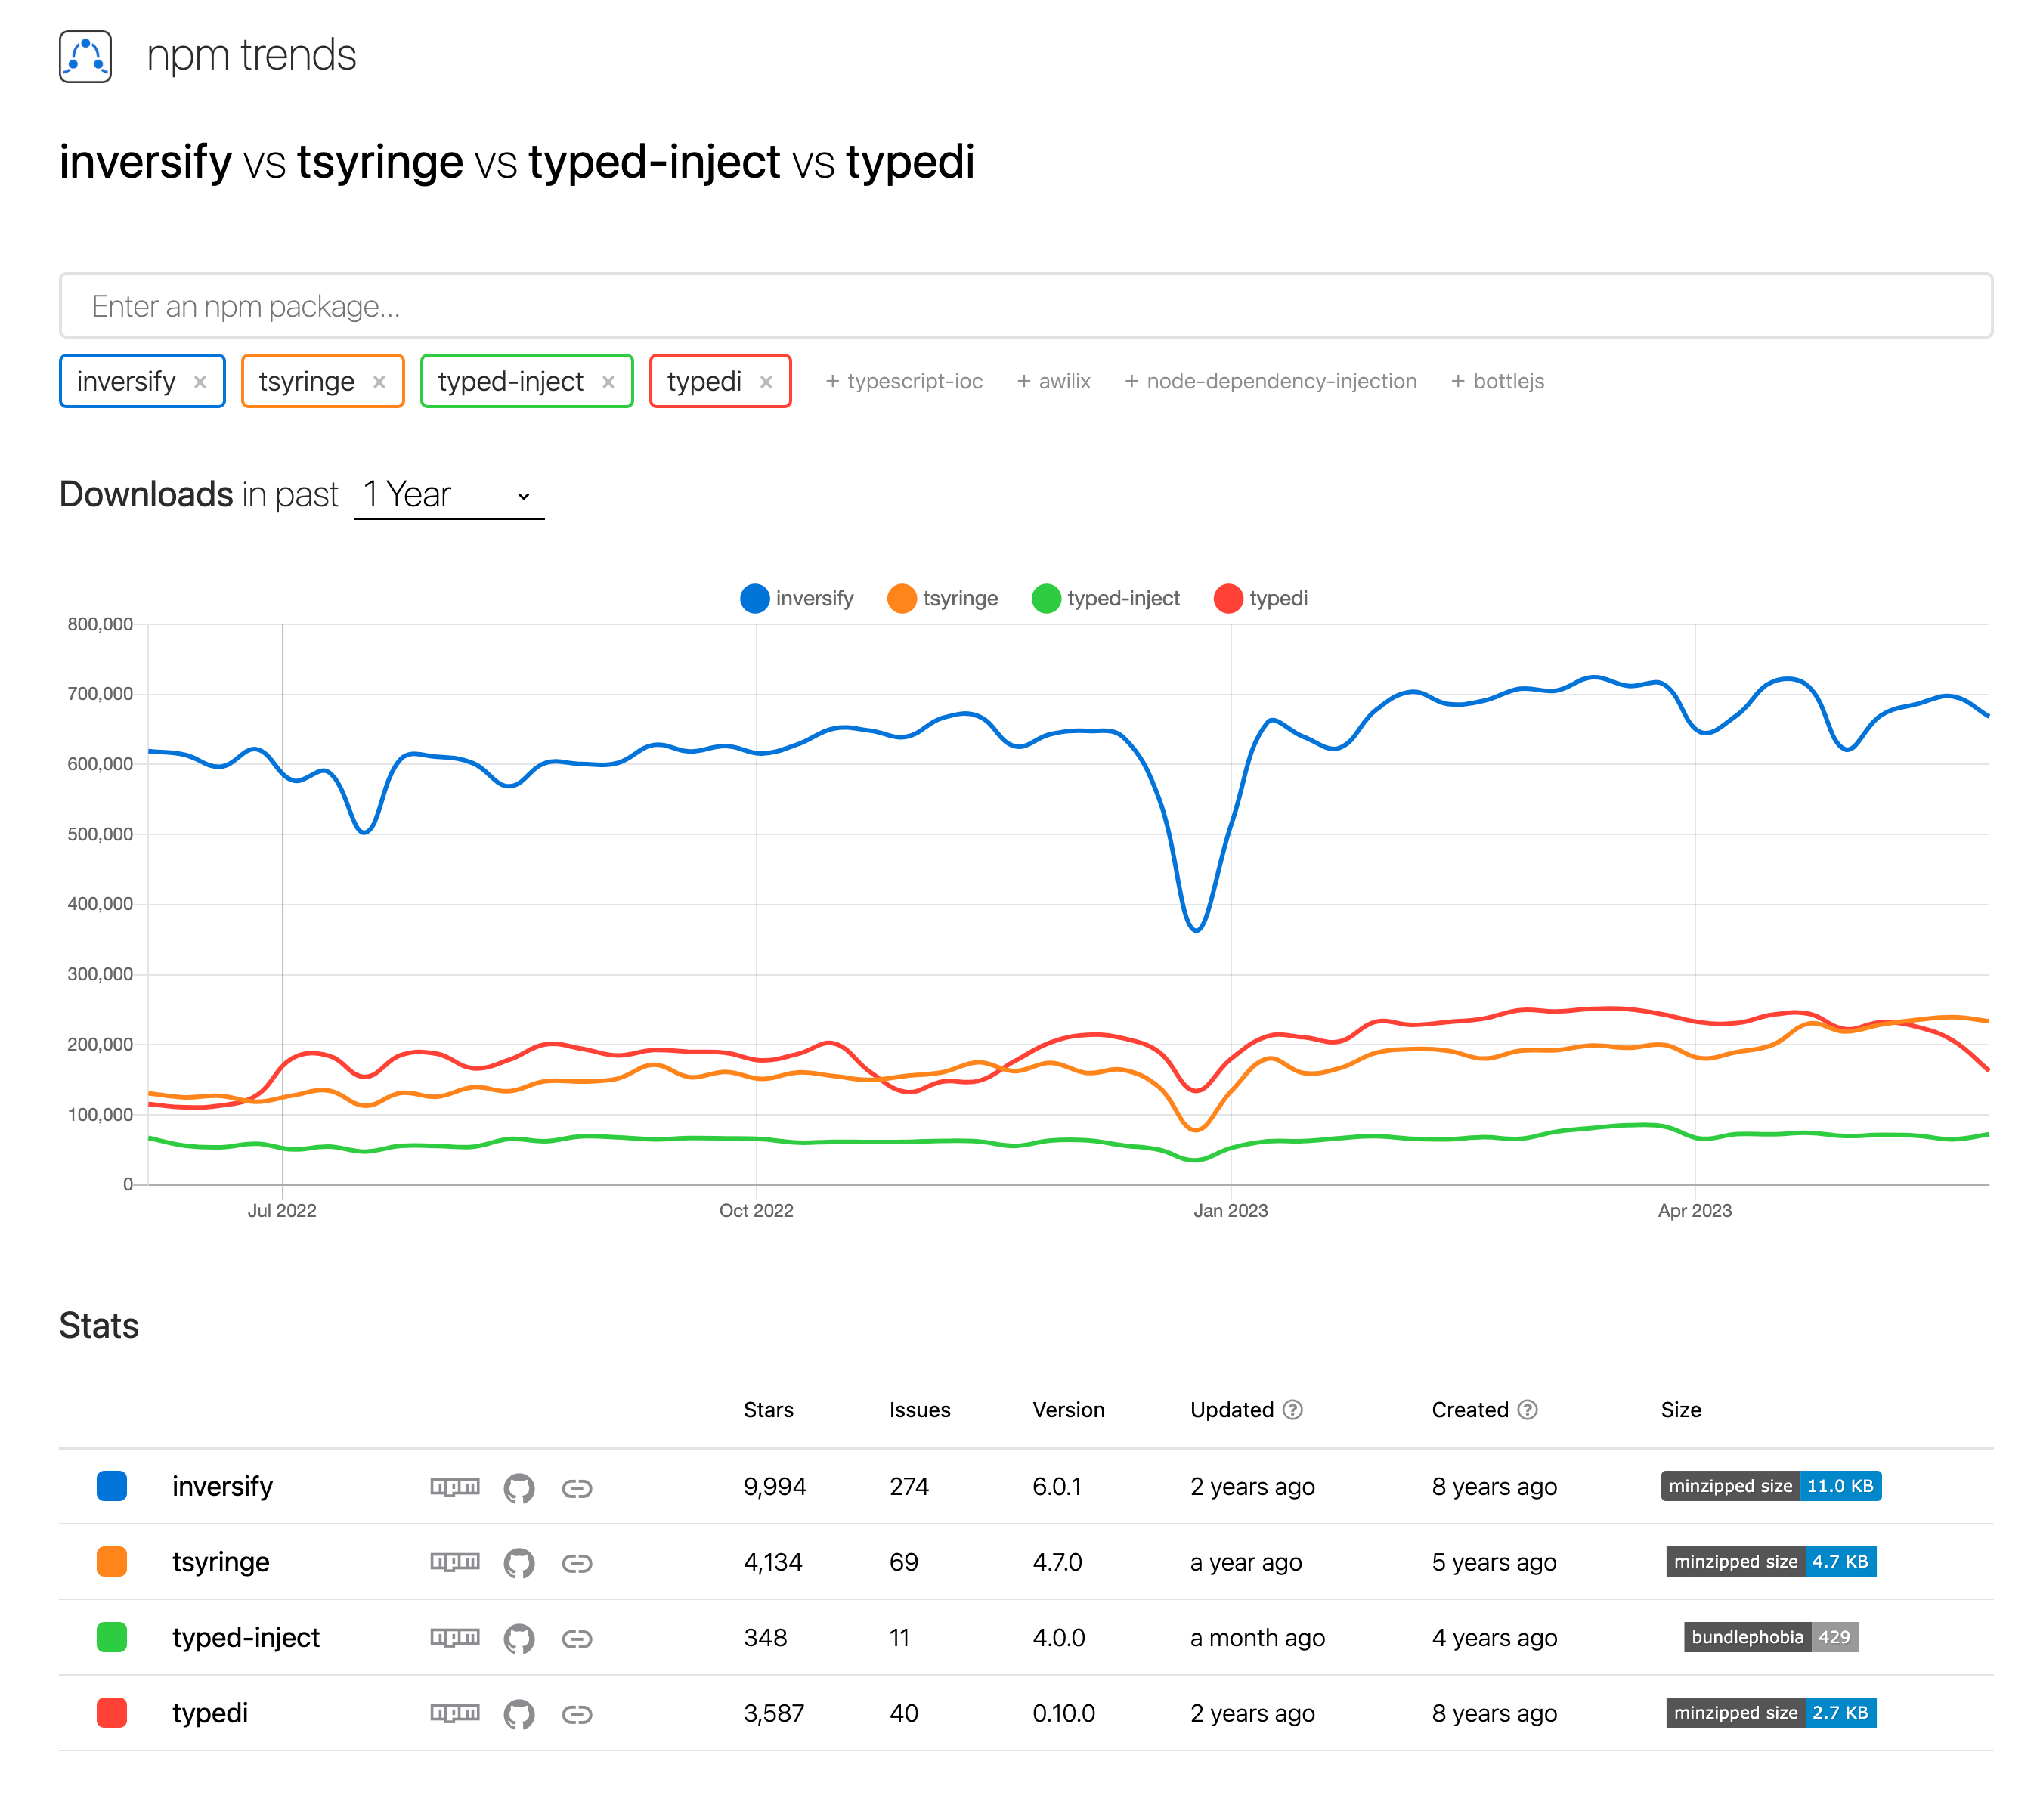 npm trends
inversify vs tsyringe vs typed-inject vs typedi
Enter an npm package...
inversify × tsyringe × typed-inject × typedi × + typescript-ioc + awilix + node-dependency-injection + bottlejs
Downloads in past 1 Year
inversify tsyringe typed-inject typedi
800,000
700,000
600,000
500,000
400,000
300,000
200,000
100,000
0
Jul 2022 Oct 2022 Jan 2023 Apr 2023
Stats
Stars Issues Version Updated ? Created ? Size
inversify npm 9,994 274 6.0.1 2 years ago 8 years ago minzipped size 11.0 KB
tsyringe npm 4,134 69 4.7.0 a year ago 5 years ago minzipped size 4.7 KB
typed-inject npm 348 11 4.0.0 a month ago 4 years ago bundlephobia 429
typedi npm 3,587 40 0.10.0 2 years ago 8 years ago minzipped size 2.7 KB